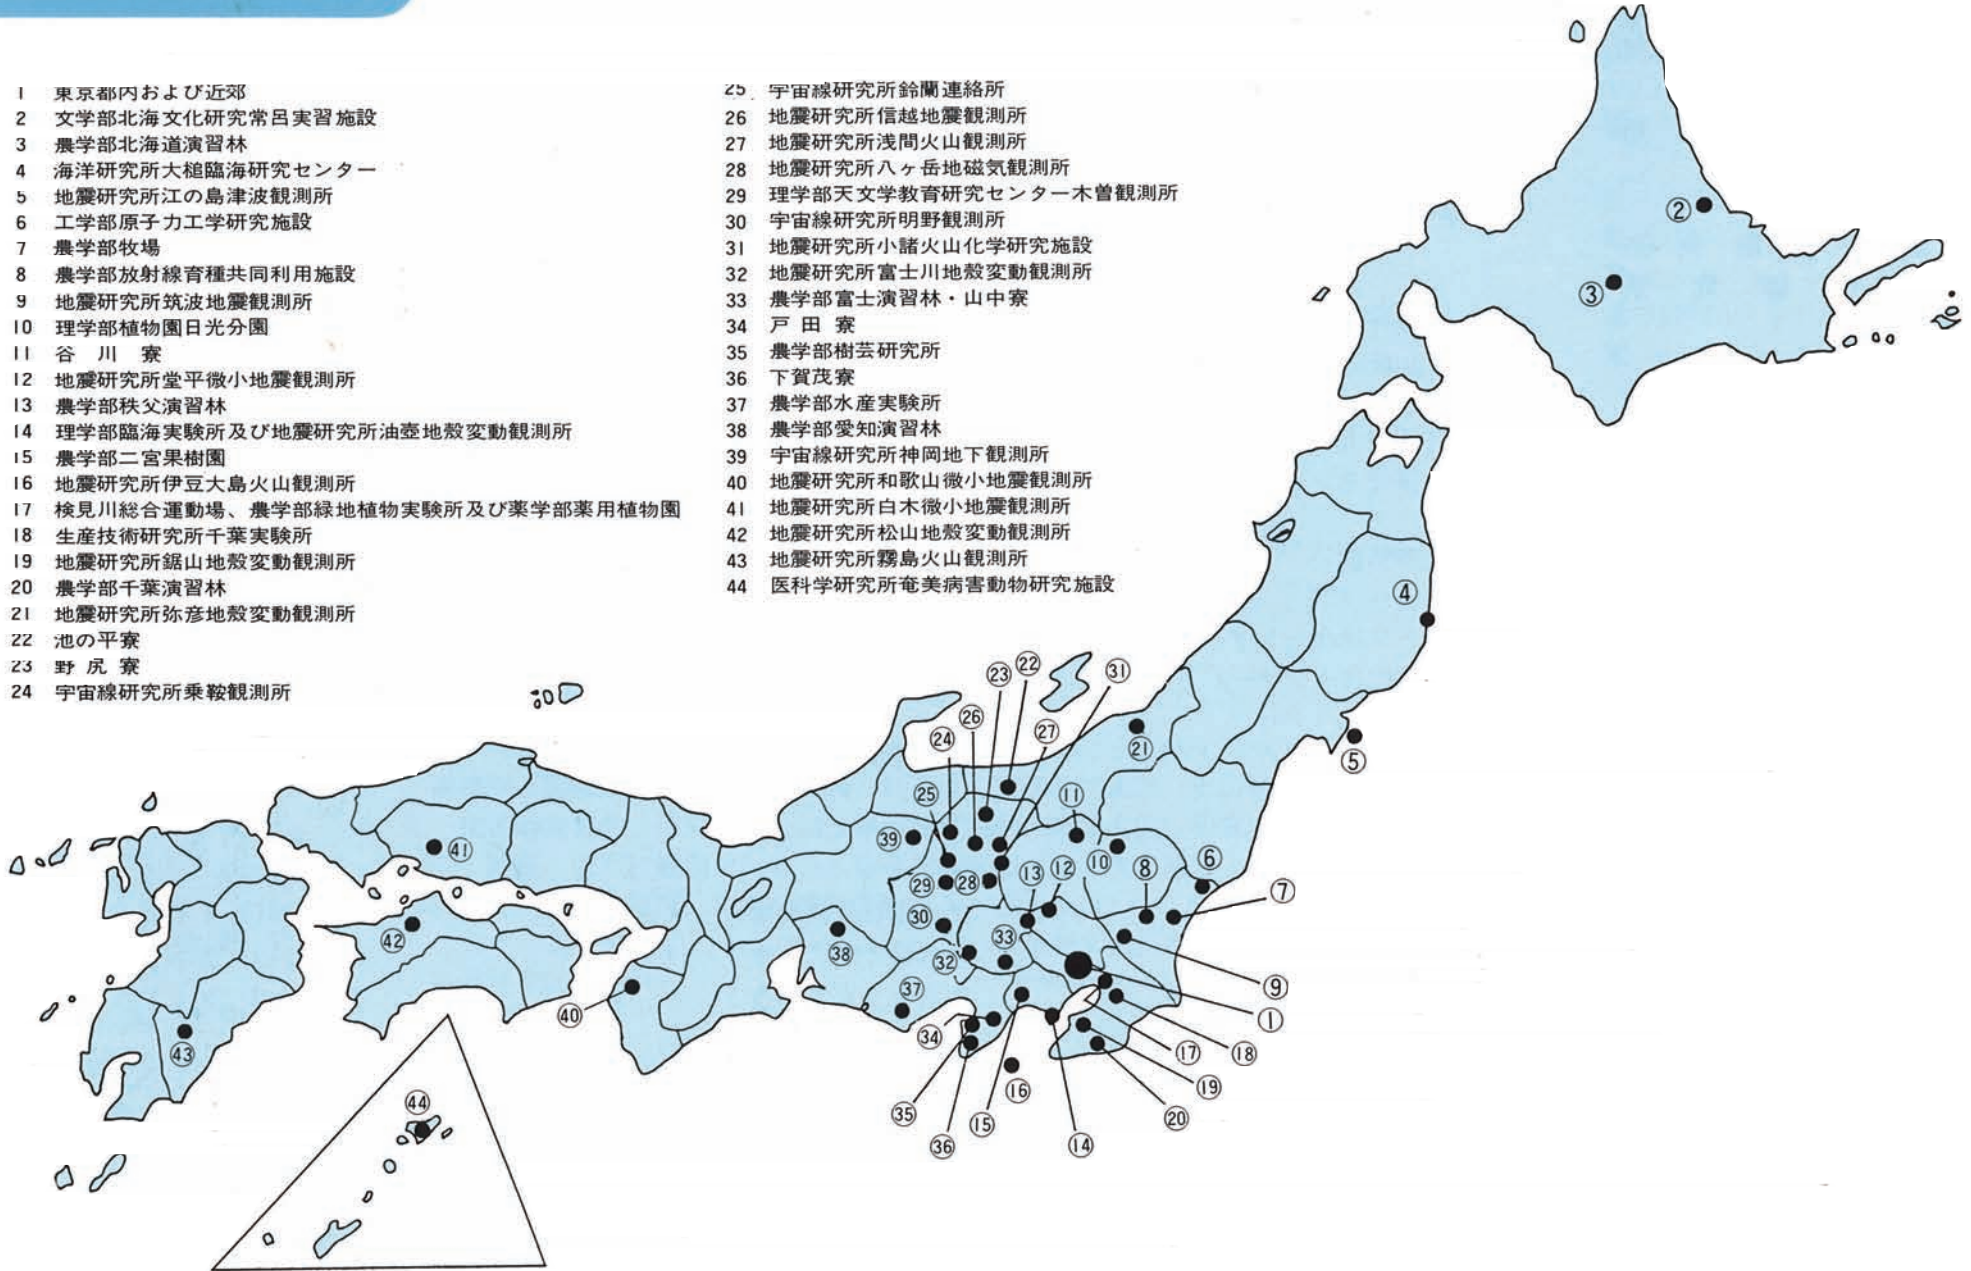 1 東京都内および近郊
2 文学部北海文化研究常呂実習施設
3 農学部北海道演習林
4 海洋研究所大槌臨海研究センター
5 地震研究所江の島津波観測所
6 工学部原子力工学研究施設
7 農学部牧場
8 農学部放射線育種共同利用施設
9 地震研究所筑波地震観測所
10 理学部植物園日光分園
11 谷川寮
12 地震研究所堂平微小地震観測所
13 農学部秩父演習林
14 理学部臨海実験所及び地震研究所油壺地殻変動観測所
15 農学部二宮果樹園
16 地震研究所伊豆大島火山観測所
17 検見川総合運動場、農学部緑地植物実験所及び薬学部薬用植物園
18 生産技術研究所千葉実験所
19 地震研究所鋸山地殻変動観測所
20 農学部千葉演習林
21 地震研究所弥彦地殻変動観測所
22 池の平寮
23 野尻寮
24 宇宙線研究所乗鞍観測所
25 宇宙線研究所鈴蘭連絡所
26 地震研究所信越地震観測所
27 地震研究所浅間火山観測所
28 地震研究所八ヶ岳地磁気観測所
29 理学部天文学教育研究センター木曽観測所
30 宇宙線研究所明野観測所
31 地震研究所小諸火山化学研究施設
32 地震研究所富士川地殻変動観測所
33 農学部富士演習林・山中寮
34 戸田寮
35 農学部樹芸研究所
36 下賀茂寮
37 農学部水産実験所
38 農学部愛知演習林
39 宇宙線研究所神岡地下観測所
40 地震研究所和歌山微小地震観測所
41 地震研究所白木微小地震観測所
42 地震研究所松山地殻変動観測所
43 地震研究所霧島火山観測所
44 医科学研究所奄美病害動物研究施設
②
③
④
⑤
㉒
㉓
㉛
㉖
㉗
㉔
㉑
㉕
⑪
㊴
⑩
⑥
㊶
⑧
⑦
⑬
⑫
㉙
㉘
㉚
㉝
㊷
㊳
㉜
⑨
㊲
㊵
①
㉞
㊸
⑰
⑱
⑯
⑲
㊹
㉟
⑮
⑳
㊱
⑭